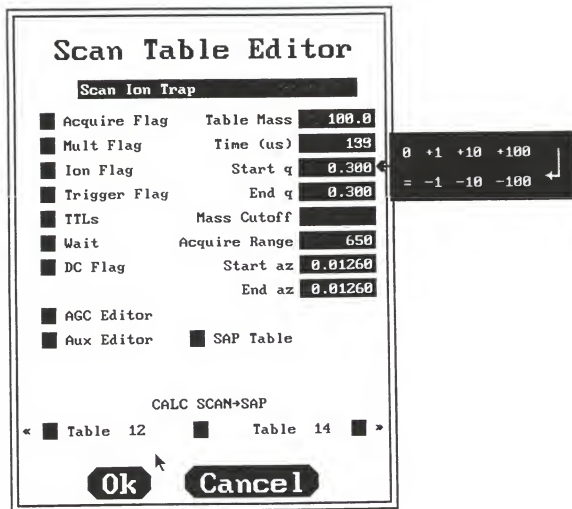 Scan Table Editor
Scan Ion Trap
Acquire Flag Table Mass 100.0
Mult Flag Time (us) 199
Ion Flag Start q 0.300
0 +1 +10 +100
= -1 -10 -100
Trigger Flag End q 0.300
TTLs Mass Cutoff
Wait Acquire Range 650
DC Flag Start az 0.01260
End az 0.01260
AGC Editor
Aux Editor SAP Table
CALC SCAN→SAP
« Table 12 Table 14 »
Ok Cancel